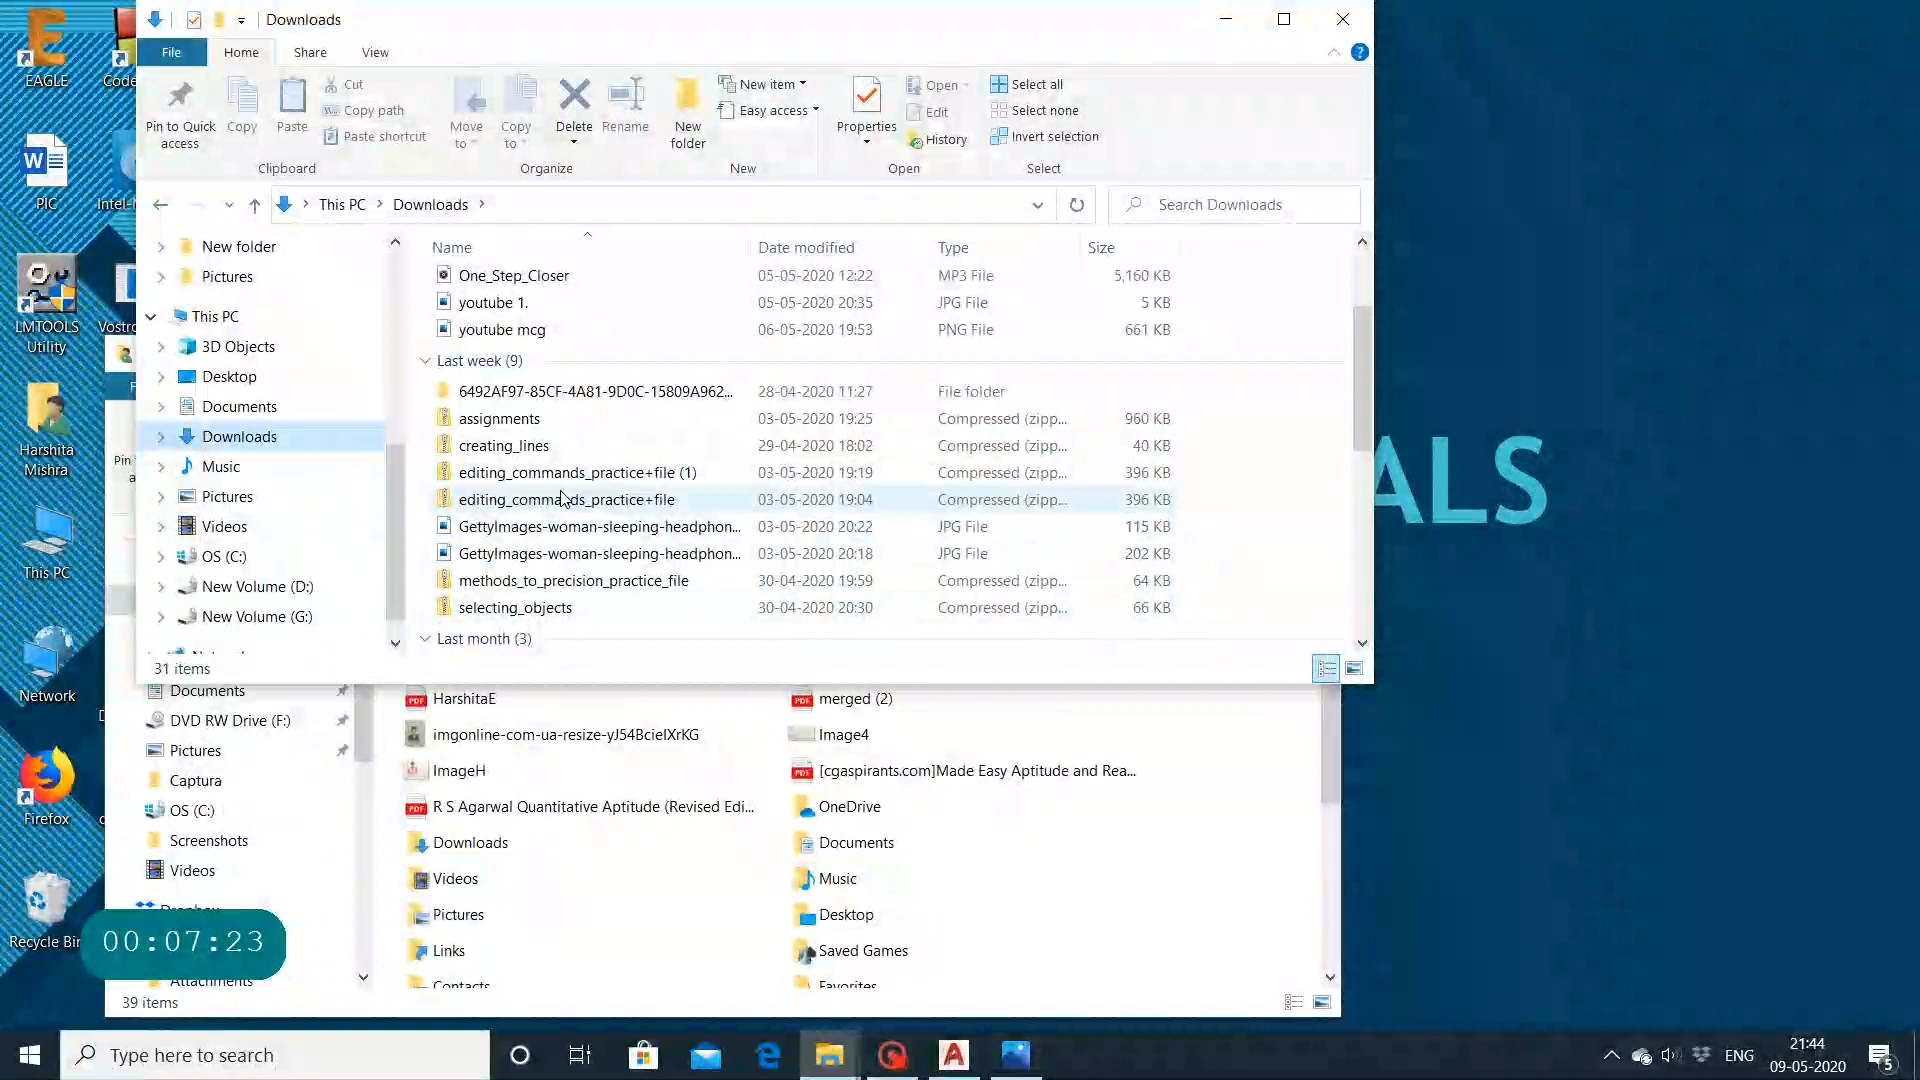 Downloads
File Home Share View
Pin to Quick access
Copy
Paste
Cut
Copy path
Paste shortcut
Clipboard
Move to
Copy to
Delete
Rename
Organize
New folder
New item
Easy access
New
Properties
Open
Edit
History
Open
Select all
Select none
Invert selection
Select
This PC Downloads
Search Downloads
New folder
Pictures
This PC
3D Objects
Desktop
Documents
Downloads
Music
Pictures
Videos
OS (C:)
New Volume (D:)
New Volume (G:)
Name Date modified Type Size
One_Step_Closer 05-05-2020 12:22 MP3 File 5,160 KB
youtube 1. 05-05-2020 20:35 JPG File 5 KB
youtube mcg 06-05-2020 19:53 PNG File 661 KB
Last week (9)
6492AF97-85CF-4A81-9D0C-15809A962... 28-04-2020 11:27 File folder
assignments 03-05-2020 19:25 Compressed (zipp... 960 KB
creating_lines 29-04-2020 18:02 Compressed (zipp... 40 KB
editing_commands_practice+file (1) 03-05-2020 19:19 Compressed (zipp... 396 KB
editing_commands_practice+file 03-05-2020 19:04 Compressed (zipp... 396 KB
GettyImages-woman-sleeping-headphon... 03-05-2020 20:22 JPG File 115 KB
GettyImages-woman-sleeping-headphon... 03-05-2020 20:18 JPG File 202 KB
methods_to_precision_practice_file 30-04-2020 19:59 Compressed (zipp... 64 KB
selecting_objects 30-04-2020 20:30 Compressed (zipp... 66 KB
Last month (3)
31 items
EAGLE
Code
PIC
Intel-
LMTOOLS Utility
Vostro
Harshita Mishra
Pin
This PC
Network
Firefox
Recycle Bin
ALS
Documents
DVD RW Drive (F:)
Pictures
Captura
OS (C:)
Screenshots
Videos
Dropbox
Attachments
HarshitaE
merged (2)
imgonline-com-ua-resize-yJ54BcieIXrKG
Image4
ImageH
[cgaspirants.com]Made Easy Aptitude and Rea...
R S Agarwal Quantitative Aptitude (Revised Edi...
OneDrive
Downloads
Documents
Videos
Music
Pictures
Desktop
Links
Saved Games
Contacts
Favorites
39 items
00:07:23
Type here to search
ENG
21:44
09-05-2020
5